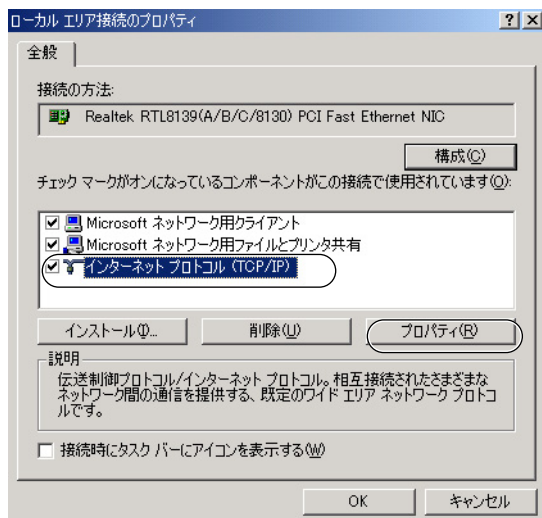 ローカル エリア接続のプロパティ
全般
接続の方法:
Realtek RTL8139(A/B/C/8130) PCI Fast Ethernet NIC
構成(C)
チェック マークがオンになっているコンポーネントがこの接続で使用されています(O):
Microsoft ネットワーク用クライアント
Microsoft ネットワーク用ファイルとプリンタ共有
インターネット プロトコル (TCP/IP)
インストール(I)... 削除(U) プロパティ(R)
説明
伝送制御プロトコル/インターネット プロトコル。相互接続されたさまざまな
ネットワーク間の通信を提供する、既定のワイド エリア ネットワーク プロトコ
ルです。
接続時にタスク バーにアイコンを表示する(W)
OK キャンセル